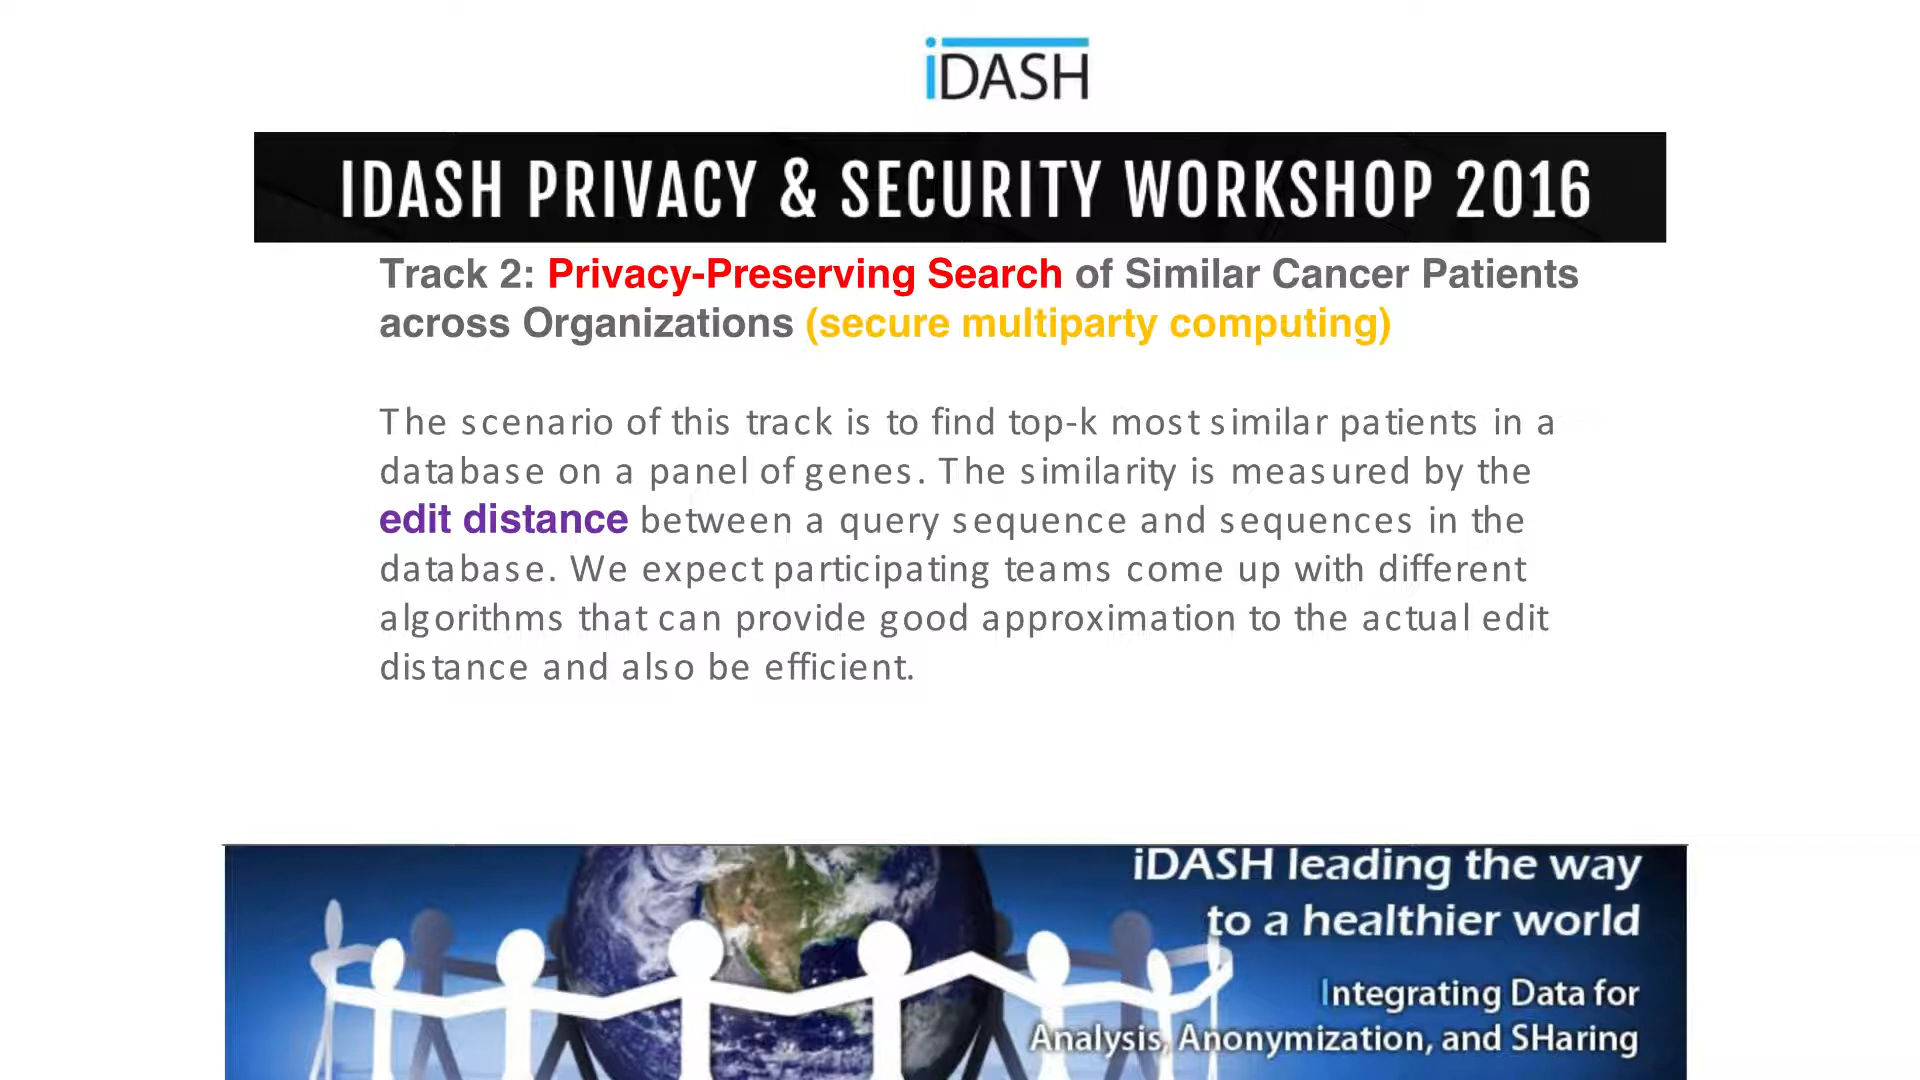 iDASH
IDASH PRIVACY & SECURITY WORKSHOP 2016
Track 2: Privacy-Preserving Search of Similar Cancer Patients
across Organizations (secure multiparty computing)
The scenario of this track is to find top-k most similar patients in a
database on a panel of genes. The similarity is measured by the
edit distance between a query sequence and sequences in the
database. We expect participating teams come up with different
algorithms that can provide good approximation to the actual edit
distance and also be efficient.
iDASH leading the way
to a healthier world
Integrating Data for
Analysis, Anonymization, and SHaring